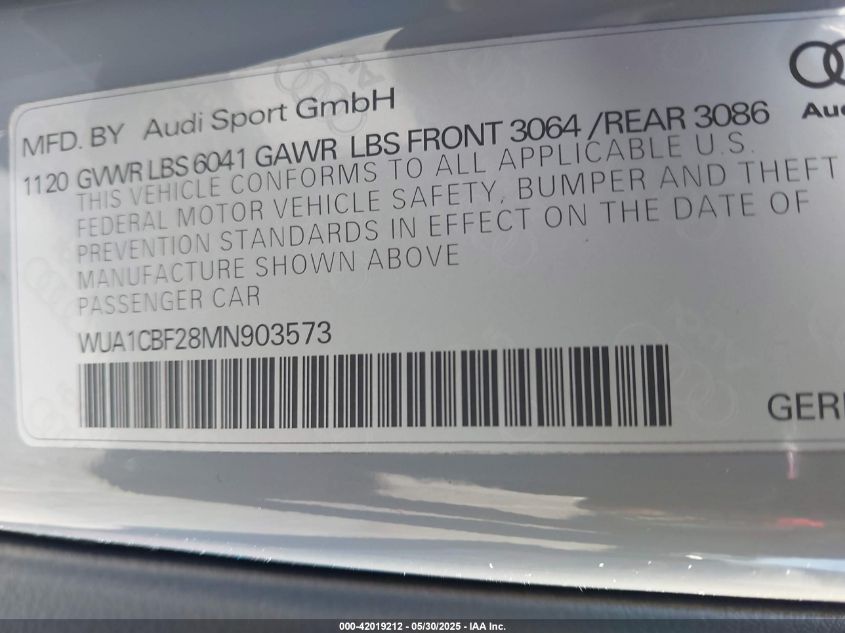 MFD. BY Audi Sport GmbH
1120 GVWR LBS 6041 GAWR LBS FRONT 3064 /REAR 3086
THIS VEHICLE CONFORMS TO ALL APPLICABLE U.S.
FEDERAL MOTOR VEHICLE SAFETY, BUMPER AND THEFT
PREVENTION STANDARDS IN EFFECT ON THE DATE OF
MANUFACTURE SHOWN ABOVE
PASSENGER CAR
WUA1CBF28MN903573
000-42019212 - 05/30/2025 - IAA Inc.